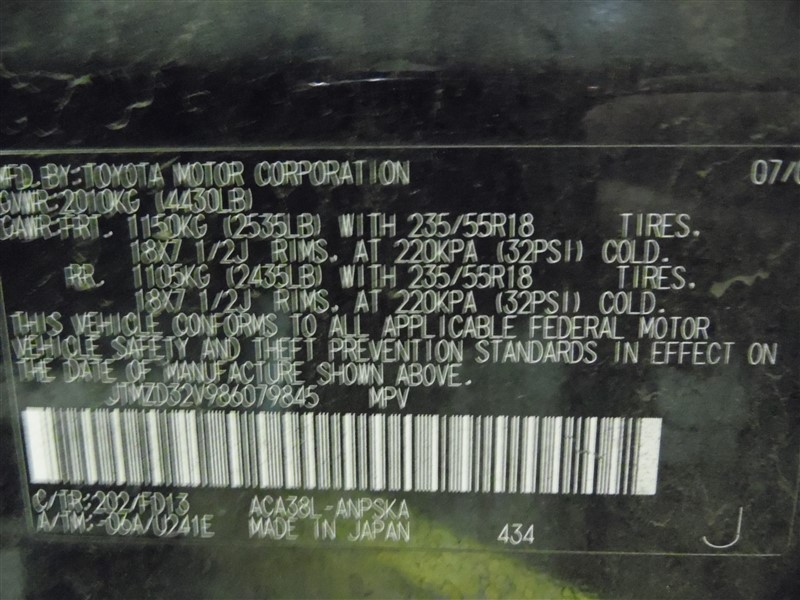 MFD.BY:TOYOTA MOTOR CORPORATION 07/0
GVWR:2010KG (4430LB)
GAWR:FRT. 1150KG (2535LB) WITH 235/55R18 TIRES.
18X7 1/2J RIMS. AT 220KPA (32PSI) COLD.
RR. 1105KG (2435LB) WITH 235/55R18 TIRES.
18X7 1/2J RIMS. AT 220KPA (32PSI) COLD.
THIS VEHICLE CONFORMS TO ALL APPLICABLE FEDERAL MOTOR
VEHICLE SAFETY AND THEFT PREVENTION STANDARDS IN EFFECT ON
THE DATE OF MANUFACTURE SHOWN ABOVE.
JTMZD32V986079845 MPV
C/TR:202/FD13 ACA38L-ANPSKA
A/TM:-06A/U241E MADE IN JAPAN 434 J